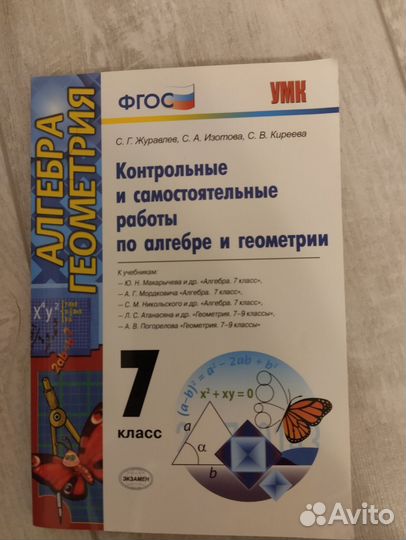 АЛГЕБРА
ГЕОМЕТРИЯ
ФГОС
УМК
С. Г. Журавлев, С. А. Изотова, С. В. Киреева
Контрольные
и самостоятельные
работы
по алгебре и геометрии
К учебникам:
– Ю. Н. Макарычева и др. «Алгебра. 7 класс»,
– А. Г. Мордковича «Алгебра. 7 класс»,
– С. М. Никольского и др. «Алгебра. 7 класс»,
– Л. С. Атанасяна и др. «Геометрия. 7–9 классы»,
– А. В. Погорелова «Геометрия. 7–9 классы»
7
класс
(a–b)² = a² – 2ab + b²
x² + xy = 0
a
α
b
ЭК�зАМЕН
Avito